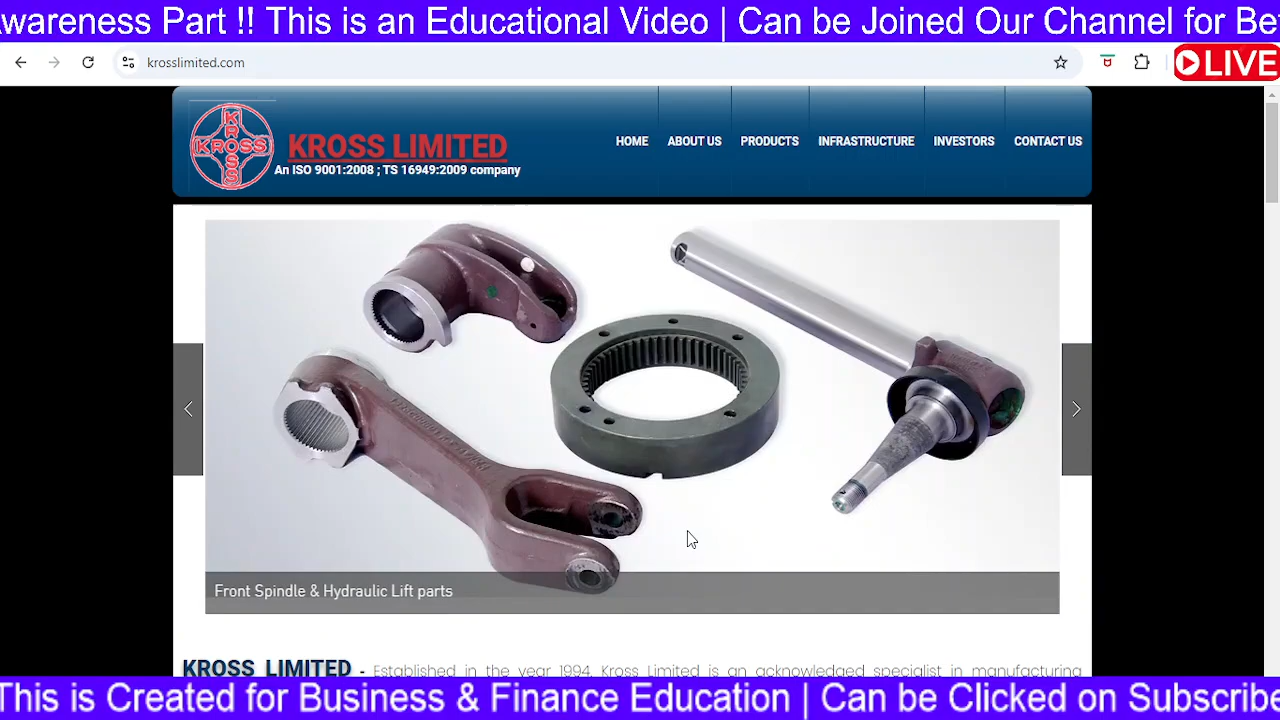 wareness Part !! This is an Educational Video | Can be Joined Our Channel for Be
krosslimited.com
LIVE
KROSS
KROSS
KROSS LIMITED
An ISO 9001:2008 ; TS 16949:2009 company
HOME ABOUT US PRODUCTS INFRASTRUCTURE INVESTORS CONTACT US
Front Spindle & Hydraulic Lift parts
KROSS LIMITED - Established in the year 1994, Kross Limited is an acknowledged specialist in manufacturing
This is Created for Business & Finance Education | Can be Clicked on Subscribe